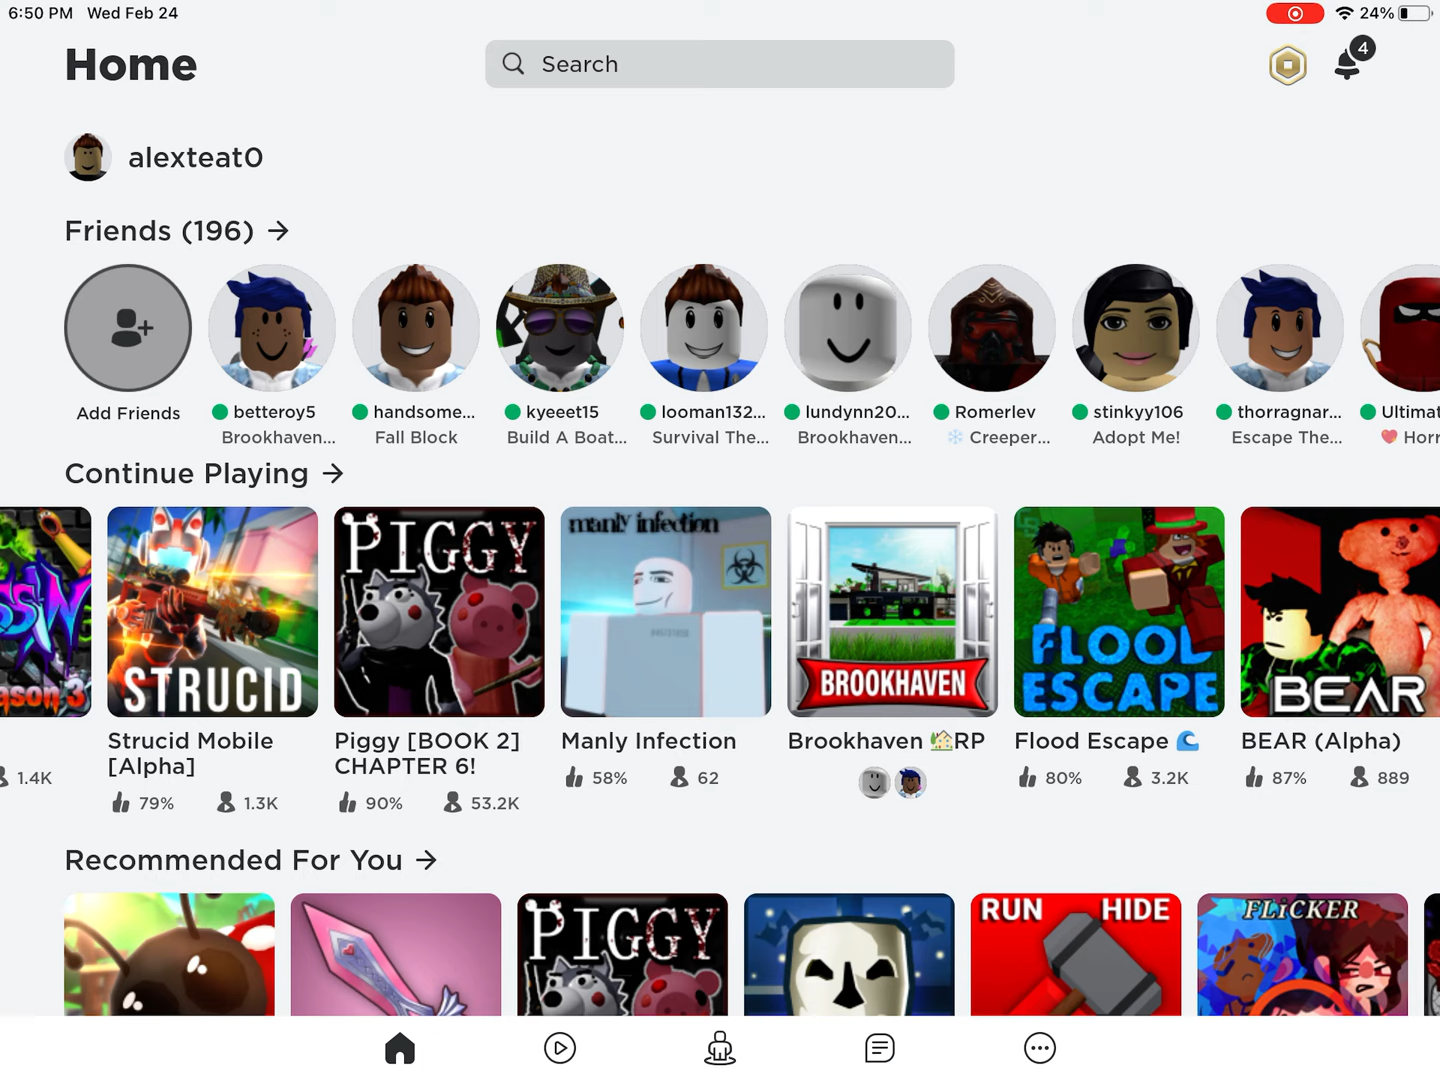 6:50 PM Wed Feb 24
24%
Home
Search
4
alexteat0
Friends (196)
Add Friends
betteroy5
Brookhaven...
handsome...
Fall Block
kyeeet15
Build A Boat...
looman132...
Survival The...
lundynn20...
Brookhaven...
Romerlev
Creeper...
stinkyy106
Adopt Me!
thorragnar...
Escape The...
Ultimat
Horr
Continue Playing
ason 3
STRUCID
PIGGY
manly infection
BROOKHAVEN
FLOOD
ESCAPE
BEAR
1.4K
Strucid Mobile
[Alpha]
79% 1.3K
Piggy [BOOK 2]
CHAPTER 6!
90% 53.2K
Manly Infection
58% 62
Brookhaven 🏡RP
Flood Escape 🌊
80% 3.2K
BEAR (Alpha)
87% 889
Recommended For You
PIGGY
RUN HIDE
FLiCKER